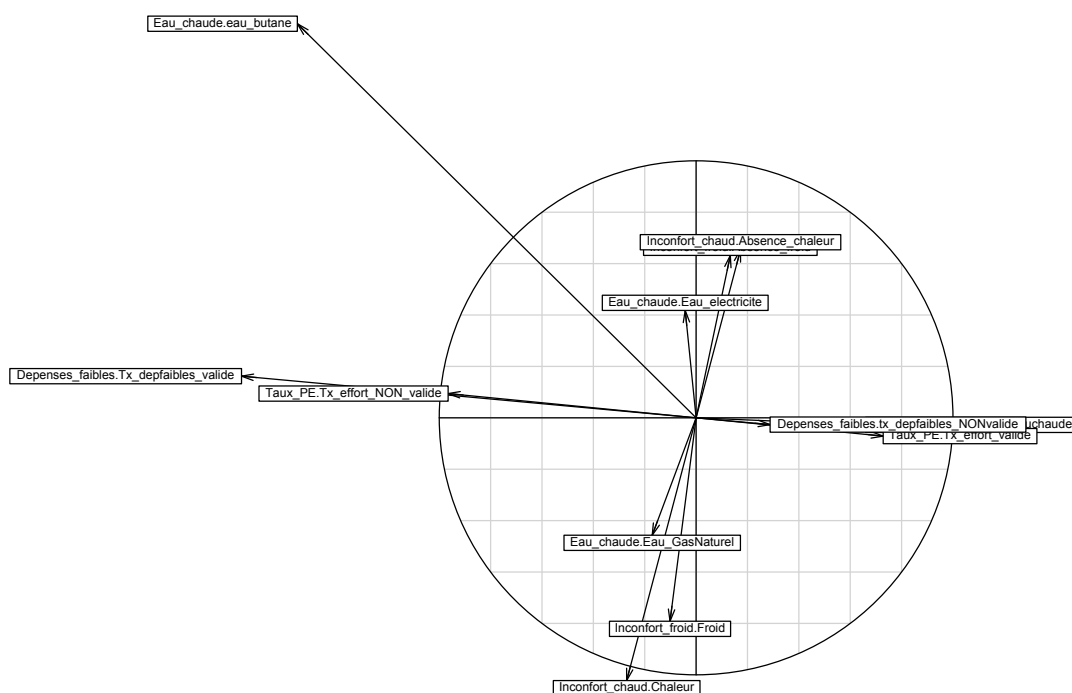 Eau_chaude.eau_butane
Inconfort_chaud.Absence_chaleur
Eau_chaude.Eau_electricite
Depenses_faibles.Tx_depfaibles_valide
Taux_PE.Tx_effort_NON_valide
Depenses_faibles.tx_depfaibles_NONvalide
uchaude
Taux_PE.Tx_effort_valide
Eau_chaude.Eau_GasNaturel
Inconfort_froid.Froid
Inconfort_chaud.Chaleur